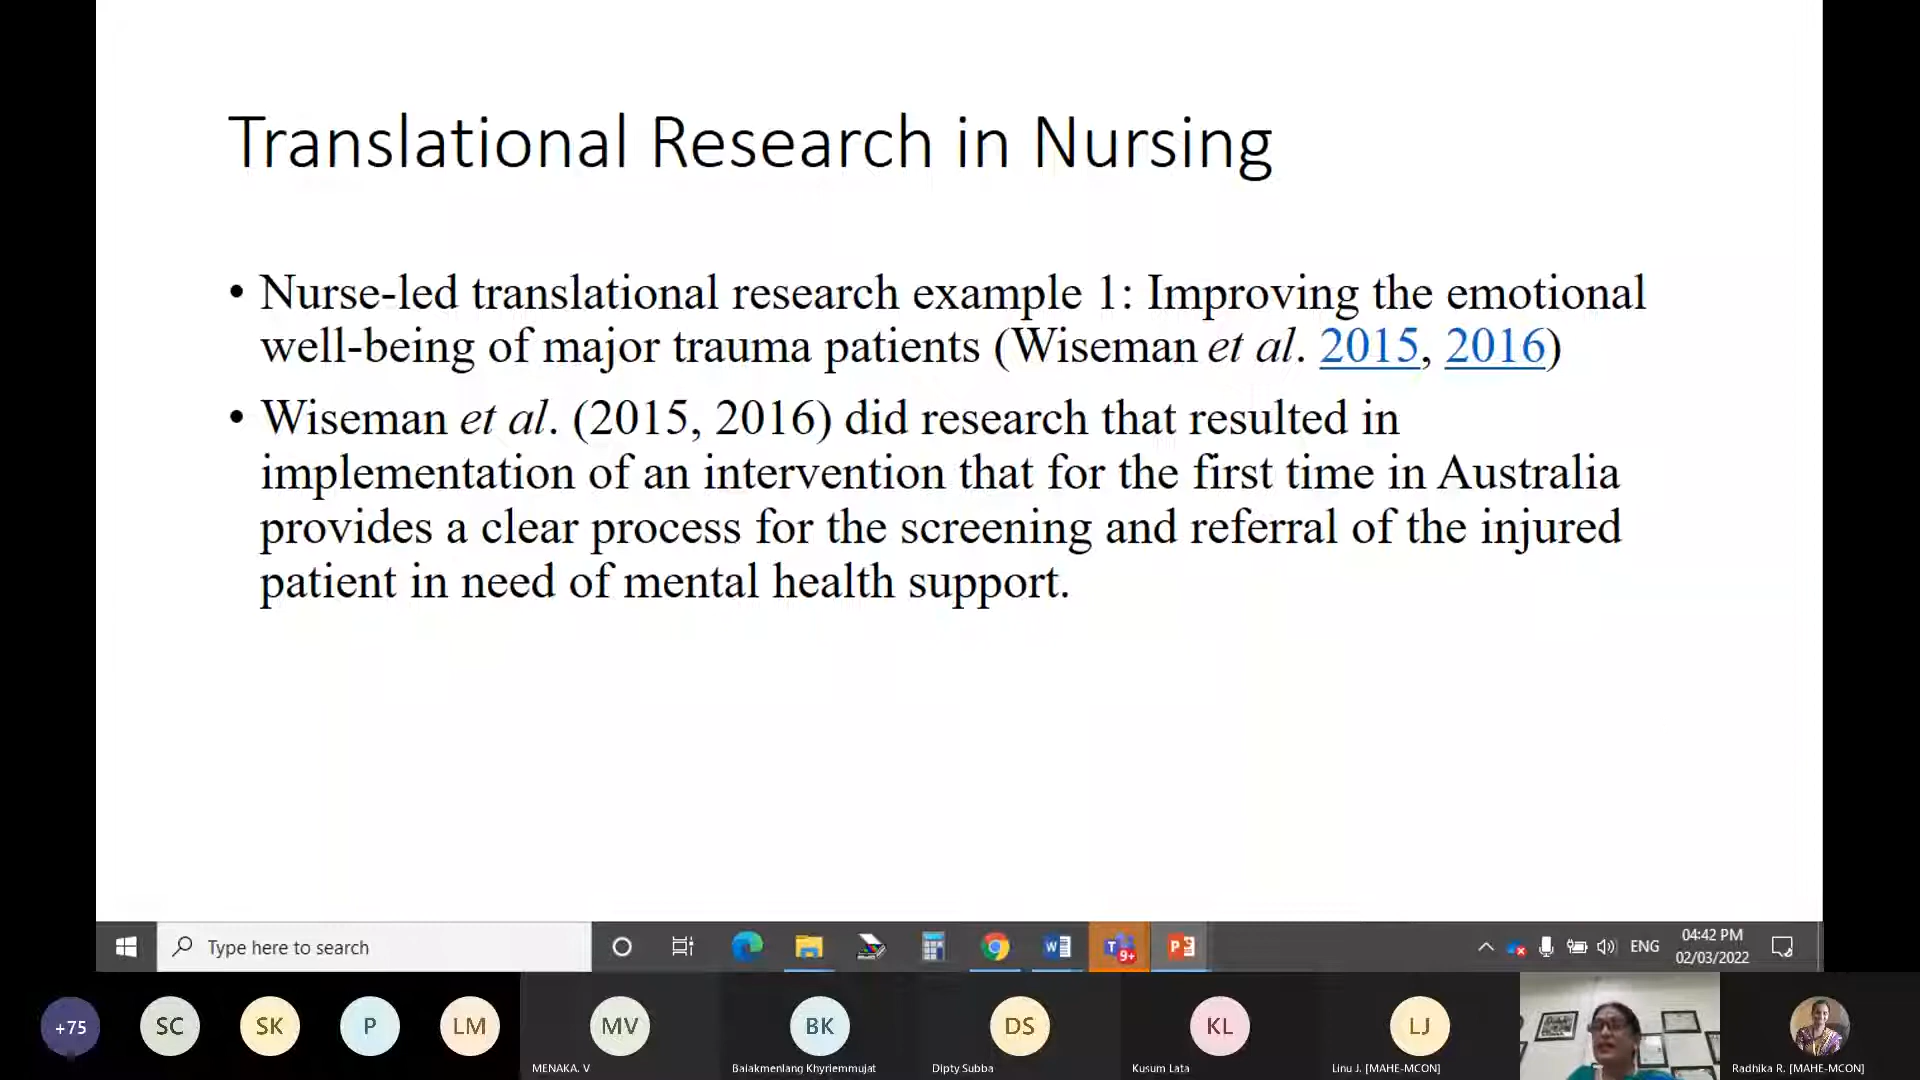 Translational Research in Nursing
• Nurse-led translational research example 1: Improving the emotional
well-being of major trauma patients (Wiseman et al. 2015, 2016)
• Wiseman et al. (2015, 2016) did research that resulted in
implementation of an intervention that for the first time in Australia
provides a clear process for the screening and referral of the injured
patient in need of mental health support.
Type here to search
9+
ENG
04:42 PM
02/03/2022
+75
SC
SK
P
LM
MV
BK
DS
KL
LJ
MENAKA. V
Baiakmenlang Khyriemmujat
Dipty Subba
Kusum Lata
Linu J. [MAHE-MCON]
Radhika R. [MAHE-MCON]